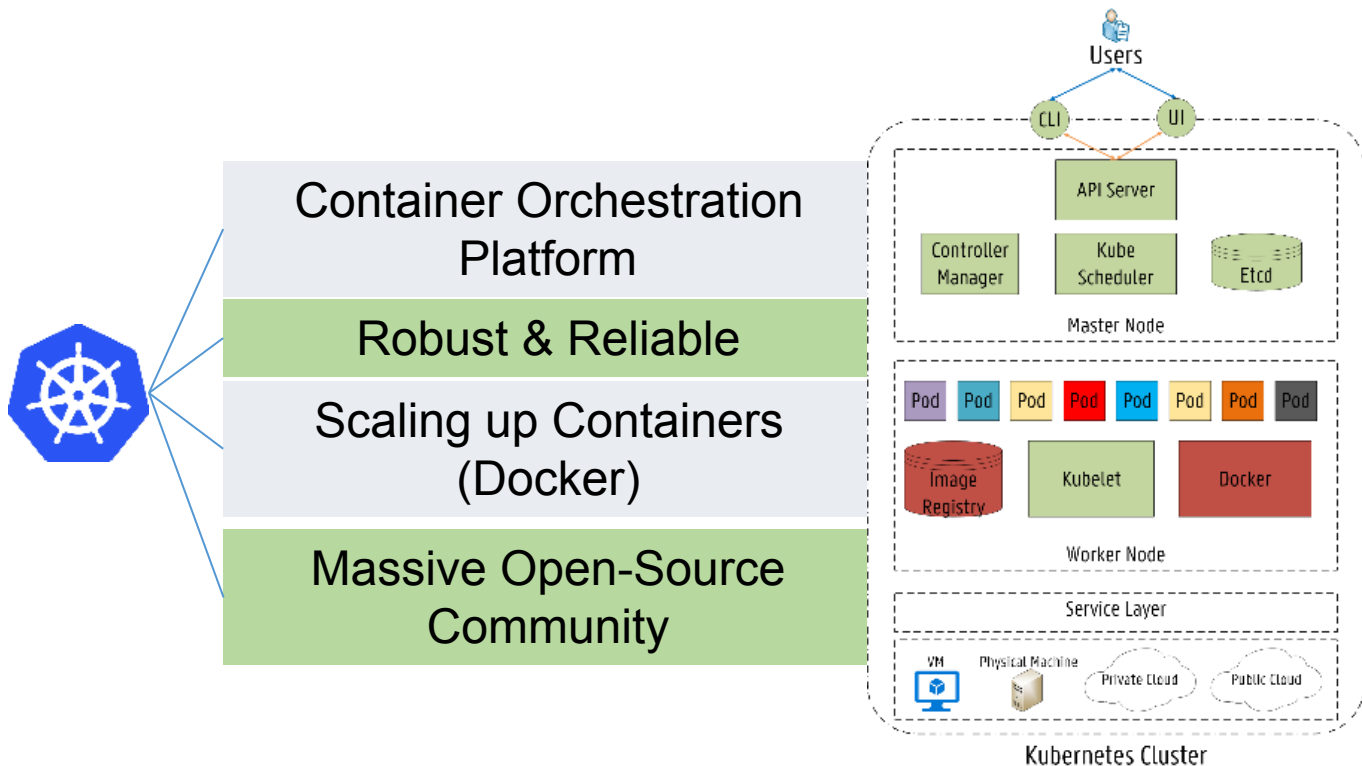 Container Orchestration
Platform
Robust & Reliable
Scaling up Containers
(Docker)
Massive Open-Source
Community
Users
CLI
UI
API Server
Controller
Manager
Kube
Scheduler
Etcd
Master Node
Pod
Pod
Pod
Pod
Pod
Pod
Pod
Pod
Image
Registry
Kubelet
Docker
Worker Node
Service Layer
VM
Physical Machine
Private Cloud
Public Cloud
Kubernetes Cluster